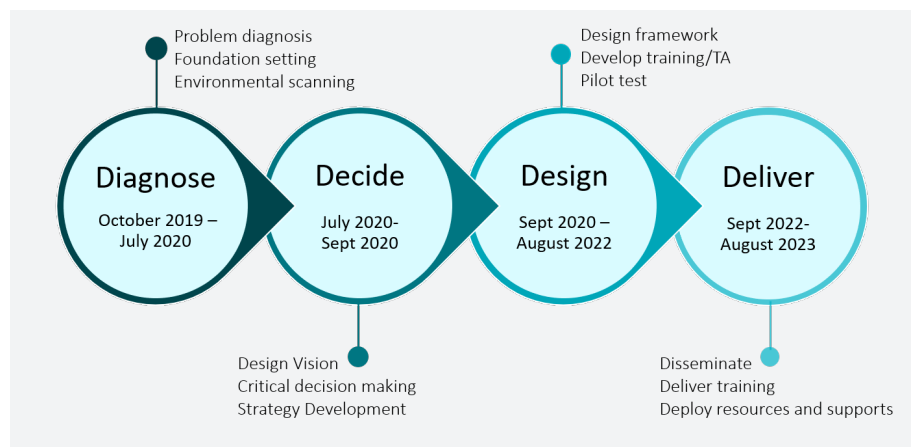 Problem diagnosis
Foundation setting
Environmental scanning
Diagnose
October 2019 –
July 2020
Decide
July 2020-
Sept 2020
Design Vision
Critical decision making
Strategy Development
Design framework
Develop training/TA
Pilot test
Design
Sept 2020 –
August 2022
Deliver
Sept 2022-
August 2023
Disseminate
Deliver training
Deploy resources and supports